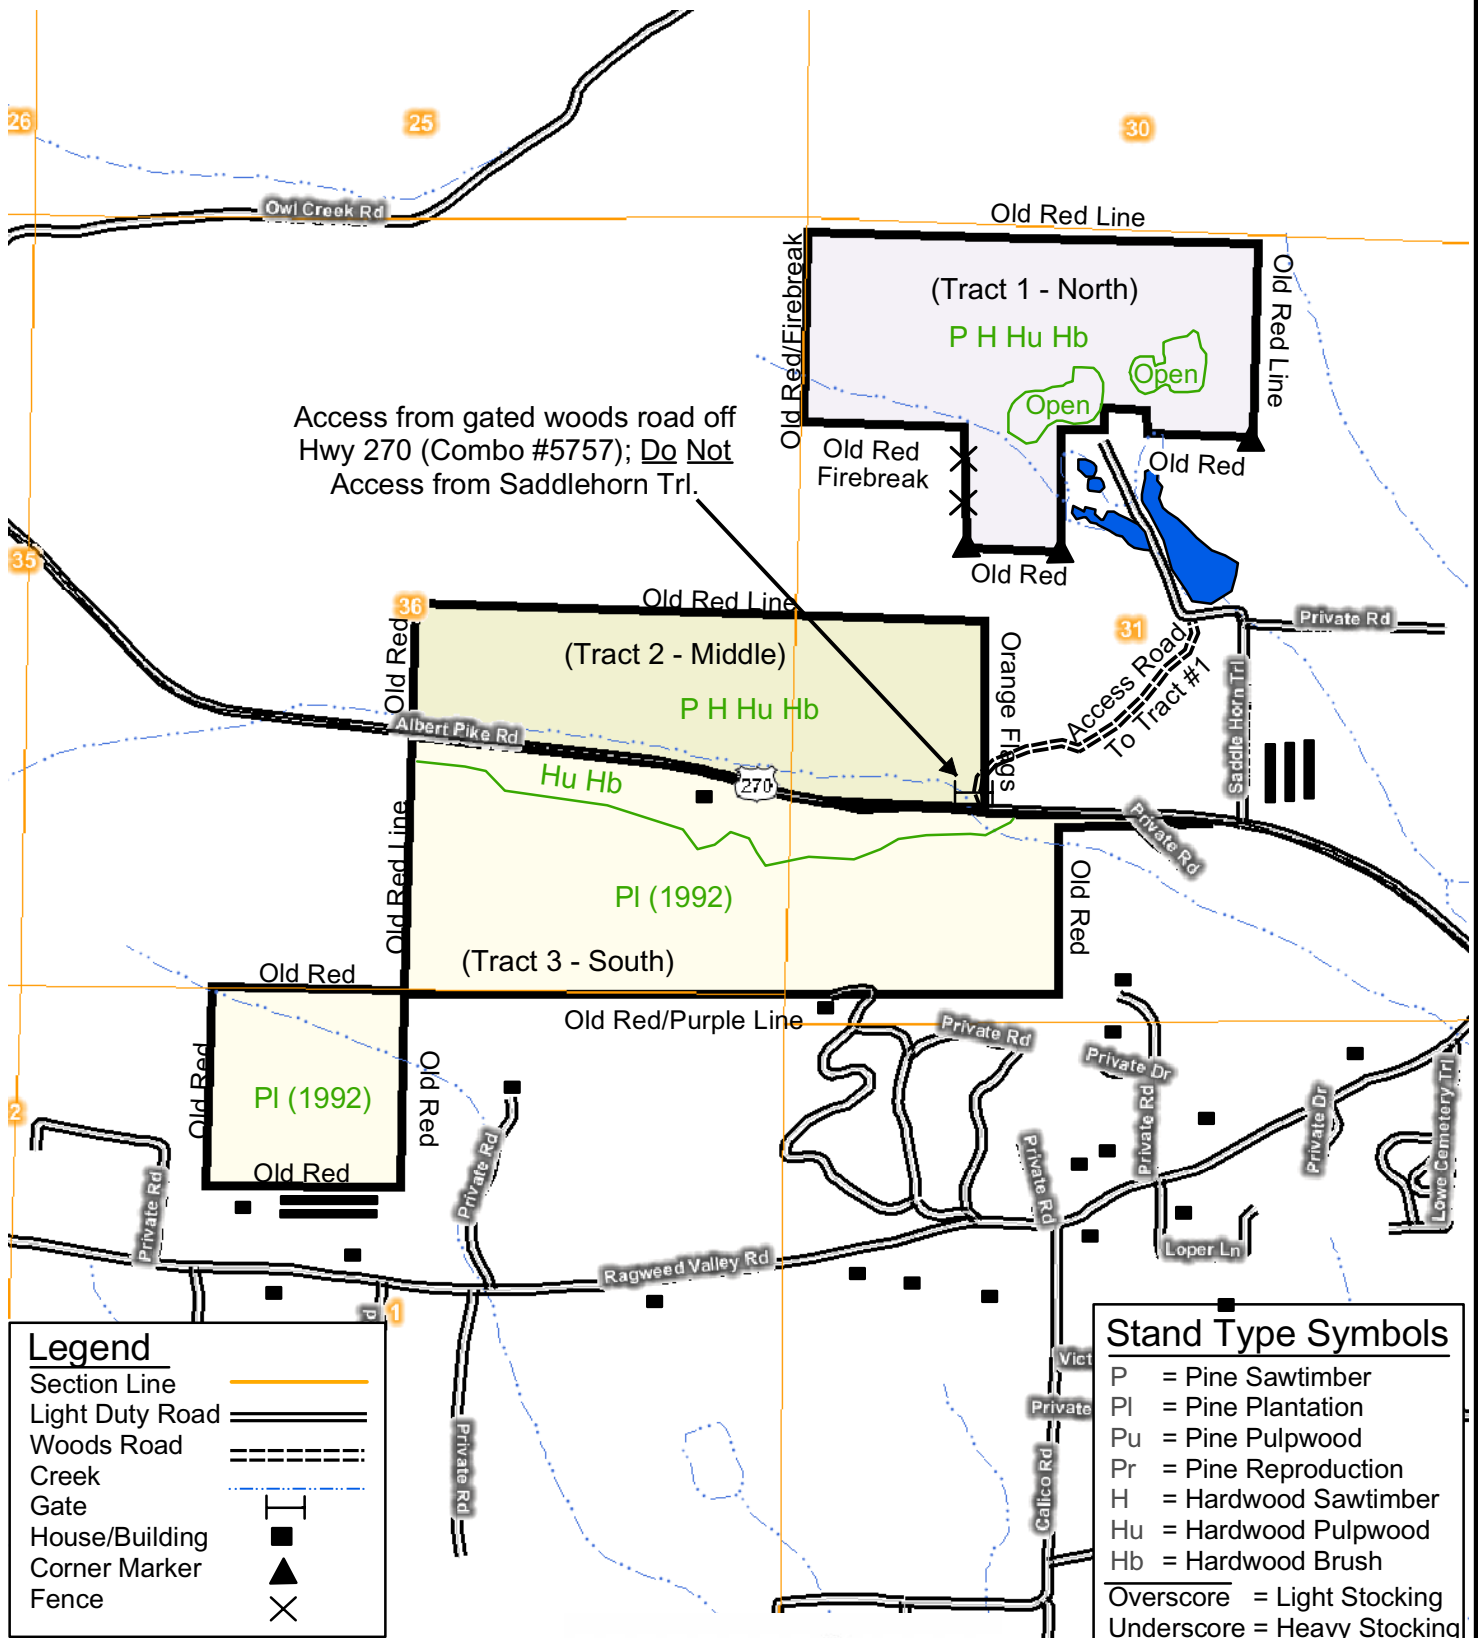 26
25
30
Owl Creek Rd
Old Red Line
Old Red/Firebreak
(Tract 1 - North)
Old Red Line
P H Hu Hb
Open
Open
Access from gated woods road off
Hwy 270 (Combo #5757); Do Not
Access from Saddlehorn Trl.
Old Red
Firebreak
Old Red
Old Red
35
36
Old Red Line
31
Private Rd
Old Red
(Tract 2 - Middle)
Orange Flags
Access Road
To Tract #1
Saddle Horn Trl
P H Hu Hb
Albert Pike Rd
Hu Hb
270
Private Rd
Old Red Line
Pl (1992)
Old Red
(Tract 3 - South)
Old Red
Old Red/Purple Line
Private Rd
Private Dr
Old Red
Pl (1992)
Old Red
2
Private Rd
Private Rd
Private Dr
Lowe Cemetery Trl
Old Red
Private Rd
Private Rd
Loper Ln
Ragweed Valley Rd
1
Private Rd
Vict
Private
Calico Rd
Legend
Section Line
Light Duty Road
Woods Road
Creek
Gate
House/Building
Corner Marker
Fence
Stand Type Symbols
P = Pine Sawtimber
Pl = Pine Plantation
Pu = Pine Pulpwood
Pr = Pine Reproduction
H = Hardwood Sawtimber
Hu = Hardwood Pulpwood
Hb = Hardwood Brush
Overscore = Light Stocking
Underscore = Heavy Stocking